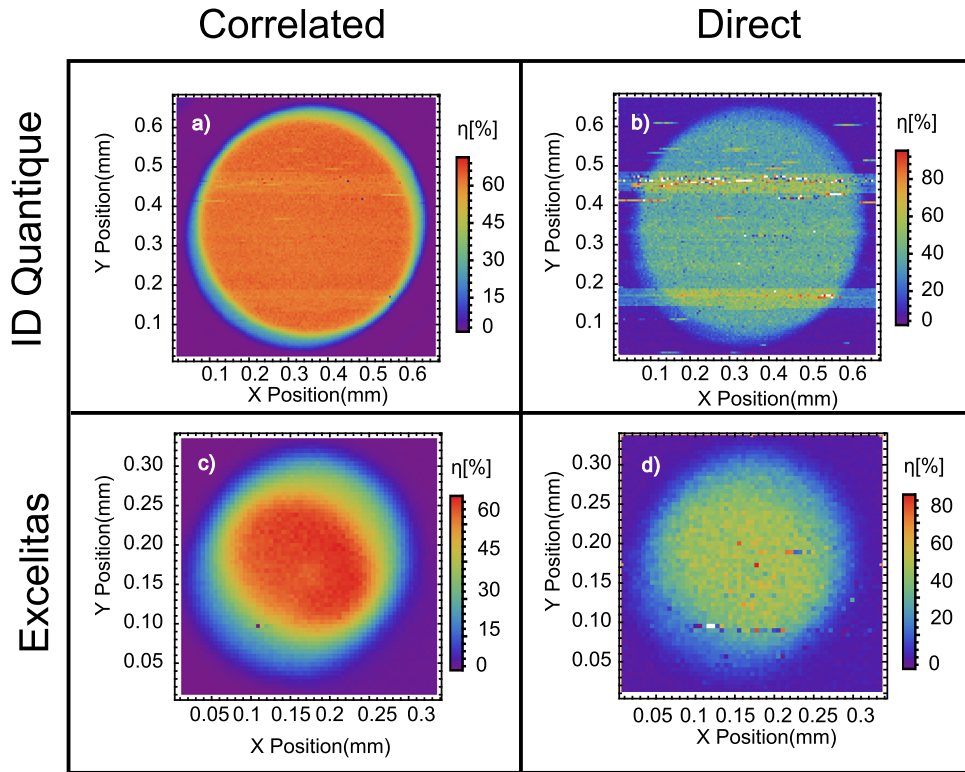 Correlated
Direct
ID Quantique
a)
Y Position(mm)
0.6
0.5
0.4
0.3
0.2
0.1
0.1 0.2 0.3 0.4 0.5 0.6
X Position(mm)
η[%]
60
45
30
15
0
b)
Y Position(mm)
0.6
0.5
0.4
0.3
0.2
0.1
0.1 0.2 0.3 0.4 0.5 0.6
X Position(mm)
η[%]
80
60
40
20
0
Excelitas
c)
Y Position(mm)
0.30
0.25
0.20
0.15
0.10
0.05
0.05 0.1 0.15 0.2 0.25 0.3
X Position(mm)
η[%]
60
45
30
15
0
d)
Y Position(mm)
0.30
0.25
0.20
0.15
0.10
0.05
0.05 0.1 0.15 0.2 0.25 0.3
X Position(mm)
η[%]
80
60
40
20
0